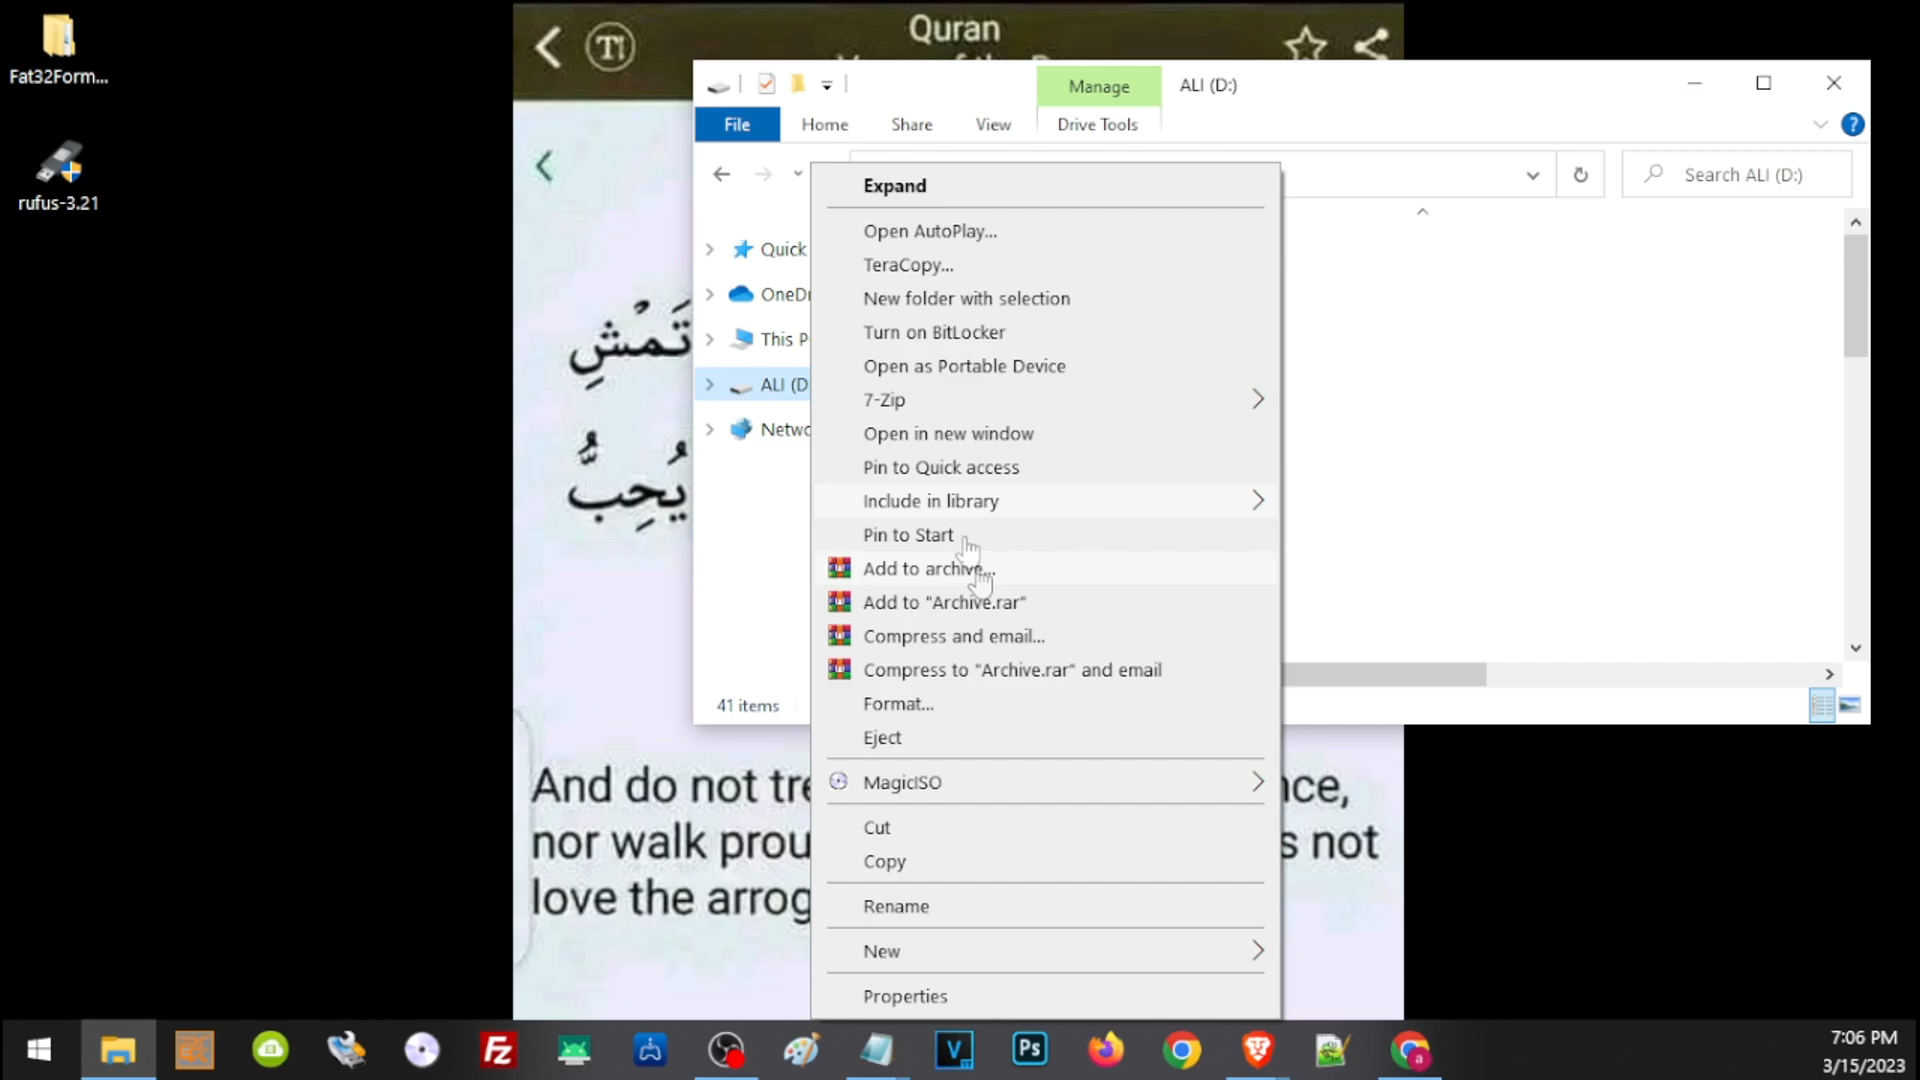 Fat32Form...
rufus-3.21
Quran
Manage
ALI (D:)
File
Home
Share
View
Drive Tools
?
Search ALI (D:)
Quick
OneD
This P
ALI (D
Netwo
41 items
Expand
Open AutoPlay...
TeraCopy...
New folder with selection
Turn on BitLocker
Open as Portable Device
7-Zip
Open in new window
Pin to Quick access
Include in library
Pin to Start
Add to archive...
Add to "Archive.rar"
Compress and email...
Compress to "Archive.rar" and email
Format...
Eject
MagicISO
Cut
Copy
Rename
New
Properties
تَمْشِ
يُحِبُّ
And do not tre nce,
nor walk prou s not
love the arrog
Fz
V
Ps
7:06 PM
3/15/2023